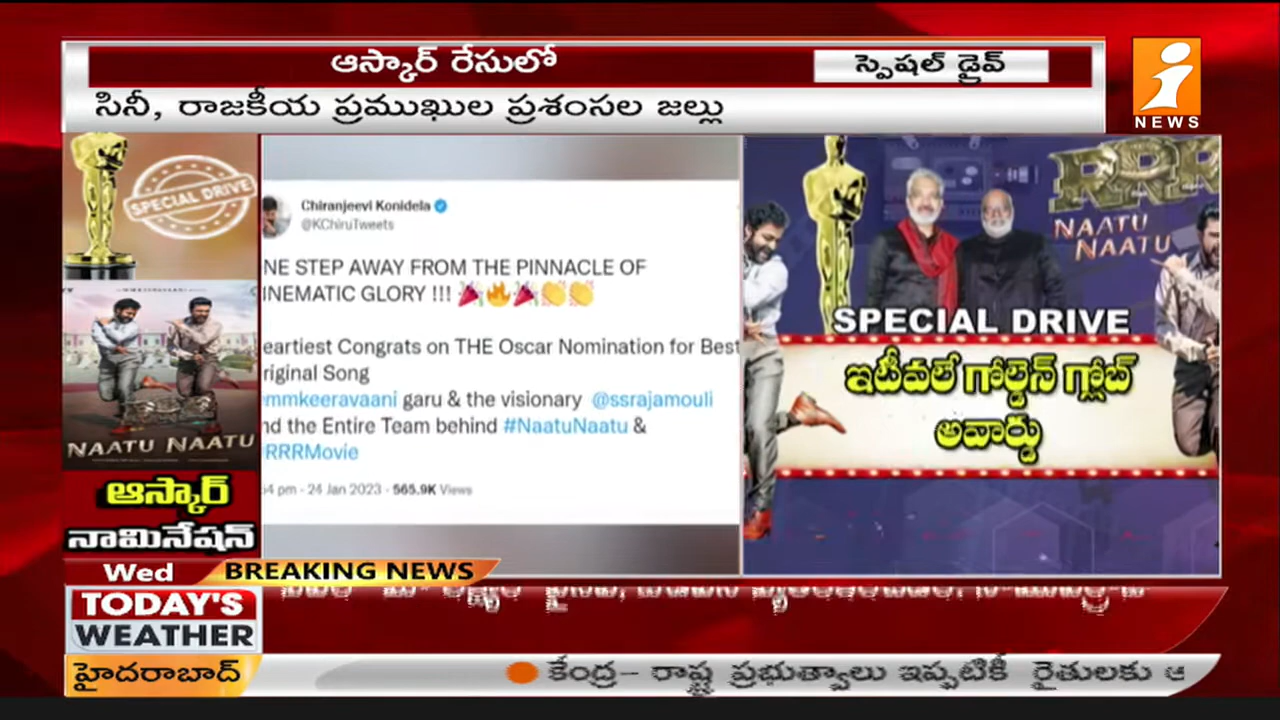 ఆస్కార్ రేసులో
స్పెషల్ డ్రైవ్
సినీ, రాజకీయ ప్రముఖుల ప్రశంసల జల్లు
i
NEWS
SPECIAL DRIVE
NAATU NAATU
ఆస్కార్
నామినేషన్
Chiranjeevi Konidela
@KChiruTweets
NE STEP AWAY FROM THE PINNACLE OF
INEMATIC GLORY !!! 🎉🔥🎉👏👏
eartiest Congrats on THE Oscar Nomination for Best
riginal Song
mmkeeravaani garu & the visionary @ssrajamouli
nd the Entire Team behind #NaatuNaatu &
RRRMovie
4 pm - 24 Jan 2023 - 565.9K Views
RRR
NAATU
NAATU
SPECIAL DRIVE
ఇటీవలే గోల్డెన్ గ్లోబ్
అవార్డు
Wed
BREAKING NEWS
TODAY'S
WEATHER
హైదరాబాద్
కేంద్ర- రాష్ట్ర ప్రభుత్వాలు ఇప్పటికీ రైతులకు ఆ